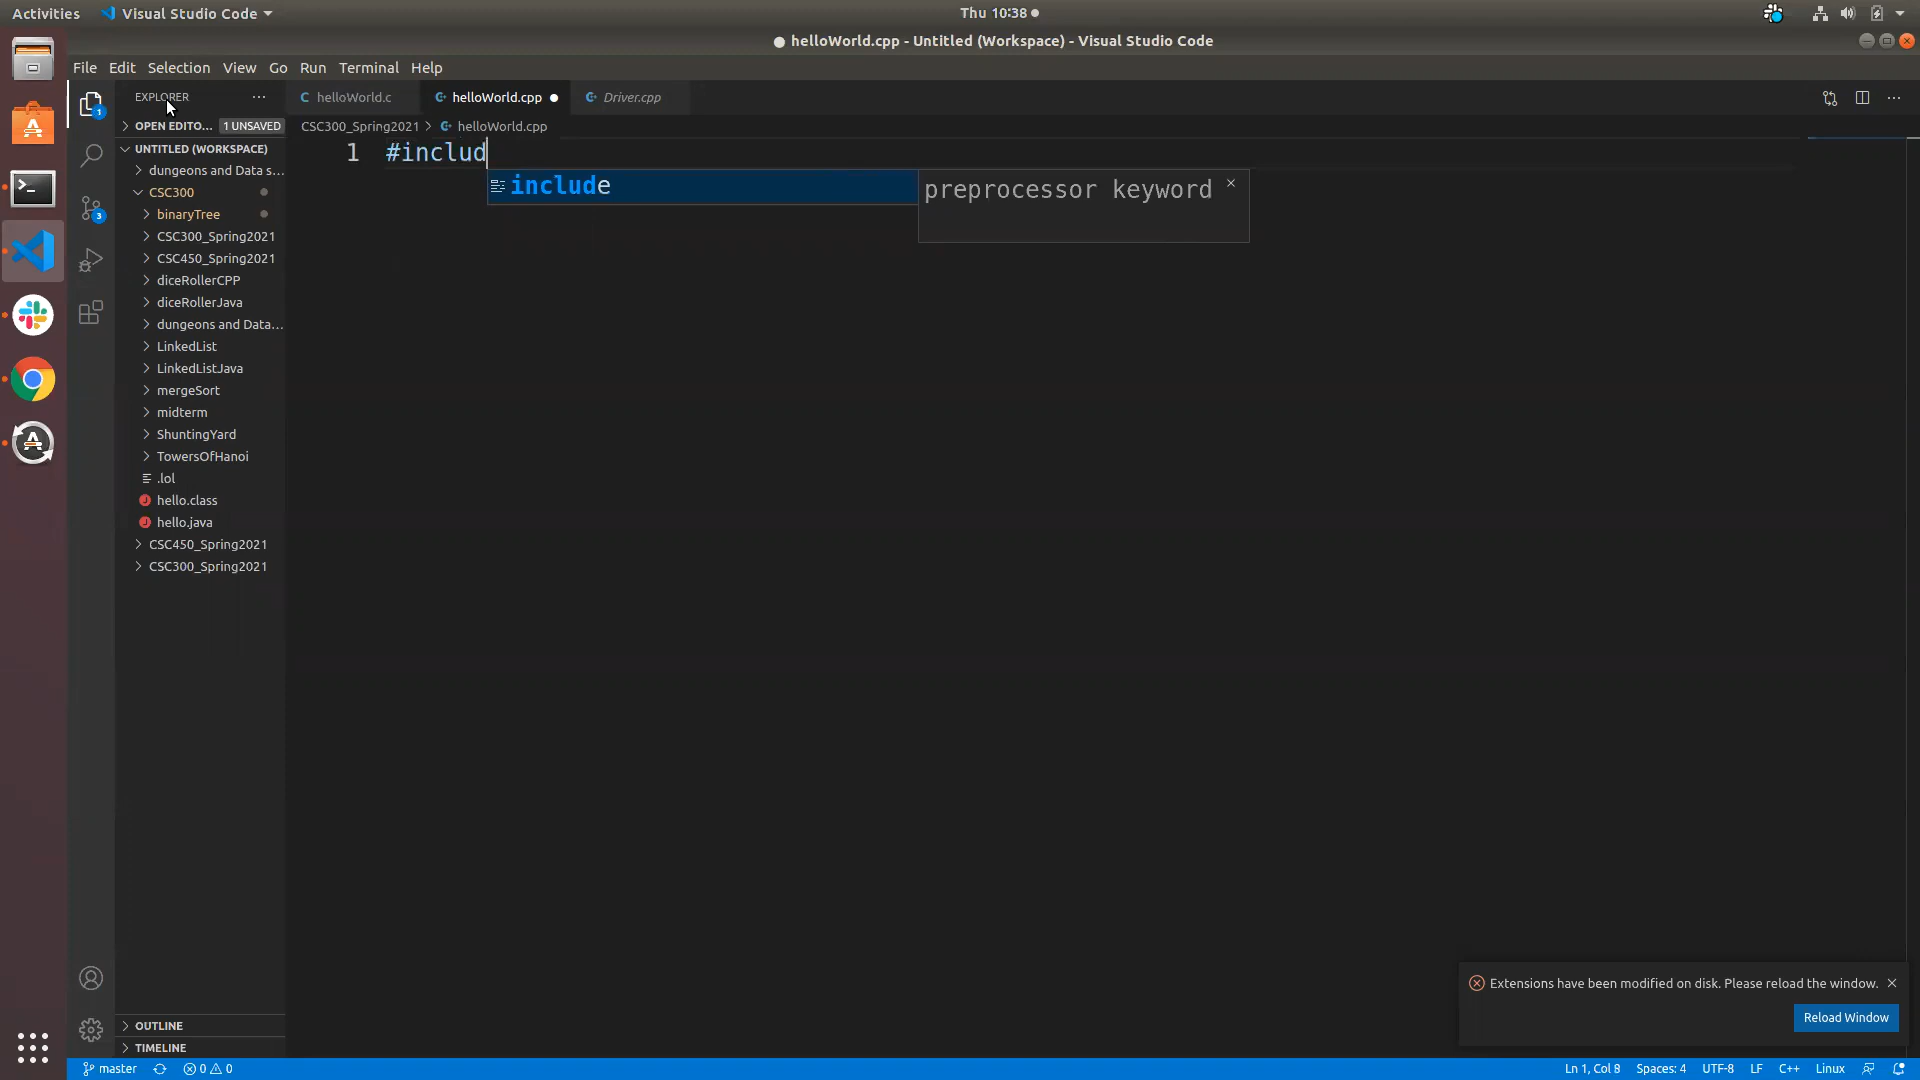 Activities Visual Studio Code Thu 10:38
helloWorld.cpp - Untitled (Workspace) - Visual Studio Code
File Edit Selection View Go Run Terminal Help
EXPLORER ... helloWorld.c helloWorld.cpp Driver.cpp
OPEN EDITO... 1 UNSAVED CSC300_Spring2021 > helloWorld.cpp
UNTITLED (WORKSPACE) 1 #includ
dungeons and Data s...
include preprocessor keyword
CSC300
binaryTree
CSC300_Spring2021
CSC450_Spring2021
diceRollerCPP
diceRollerJava
dungeons and Data...
LinkedList
LinkedListJava
mergeSort
midterm
ShuntingYard
TowersOfHanoi
.lol
hello.class
hello.java
CSC450_Spring2021
CSC300_Spring2021
Extensions have been modified on disk. Please reload the window.
Reload Window
OUTLINE
TIMELINE
master 0 0 Ln 1, Col 8 Spaces: 4 UTF-8 LF C++ Linux
1
3